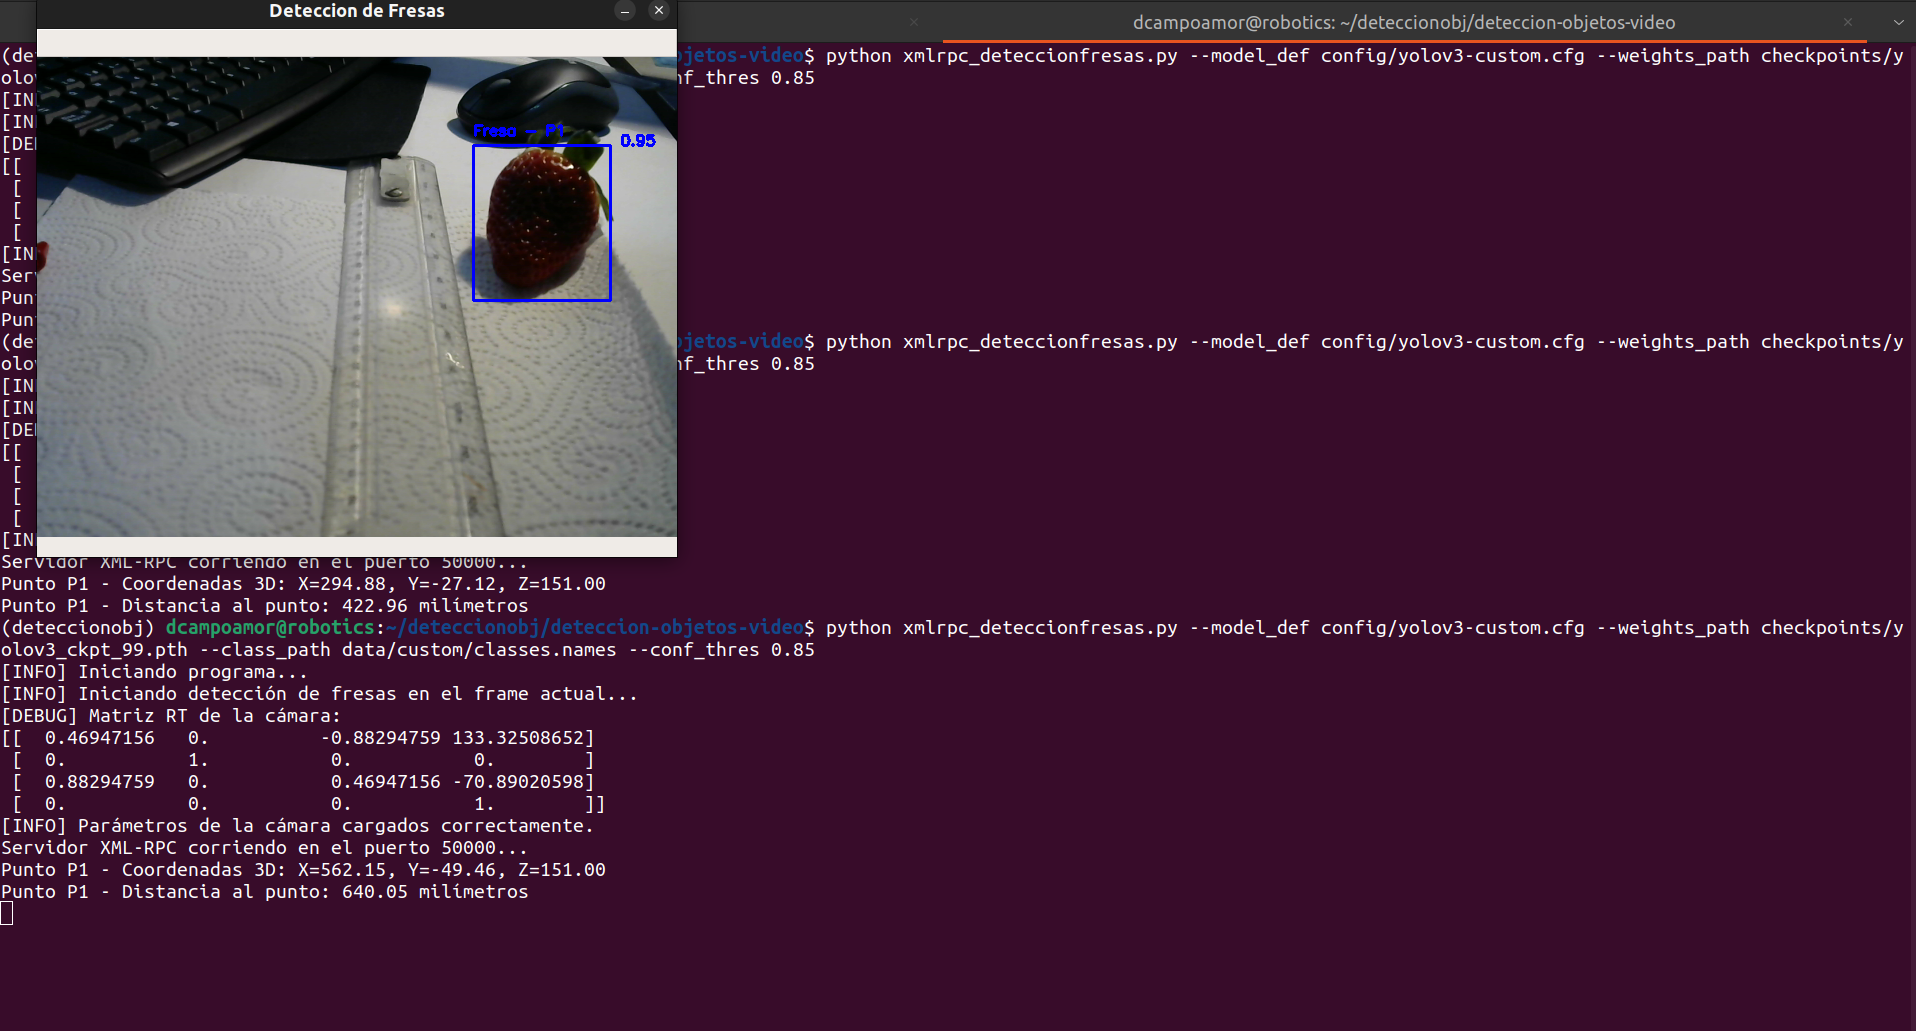 Deteccion de Fresas
dcampoamor@robotics: ~/deteccionobj/deteccion-objetos-video
Fresa - P1
0.95
(de
jetos-video$ python xmlrpc_deteccionfresas.py --model_def config/yolov3-custom.cfg --weights_path checkpoints/y
olo
nf_thres 0.85
[IN
[IN
[DE
[[
[
[
[
[IN
Ser
Pun
Pun
(de
jetos-video$ python xmlrpc_deteccionfresas.py --model_def config/yolov3-custom.cfg --weights_path checkpoints/y
olo
nf_thres 0.85
[IN
[IN
[DE
[[
[
[
[
[IN
Servidor XML-RPC corriendo en el puerto 50000...
Punto P1 - Coordenadas 3D: X=294.88, Y=-27.12, Z=151.00
Punto P1 - Distancia al punto: 422.96 milímetros
(deteccionobj) dcampoamor@robotics:~/deteccionobj/deteccion-objetos-video$ python xmlrpc_deteccionfresas.py --model_def config/yolov3-custom.cfg --weights_path checkpoints/y
olov3_ckpt_99.pth --class_path data/custom/classes.names --conf_thres 0.85
[INFO] Iniciando programa...
[INFO] Iniciando detección de fresas en el frame actual...
[DEBUG] Matriz RT de la cámara:
[[ 0.46947156 0. -0.88294759 133.32508652]
[ 0. 1. 0. 0. ]
[ 0.88294759 0. 0.46947156 -70.89020598]
[ 0. 0. 0. 1. ]]
[INFO] Parámetros de la cámara cargados correctamente.
Servidor XML-RPC corriendo en el puerto 50000...
Punto P1 - Coordenadas 3D: X=562.15, Y=-49.46, Z=151.00
Punto P1 - Distancia al punto: 640.05 milímetros